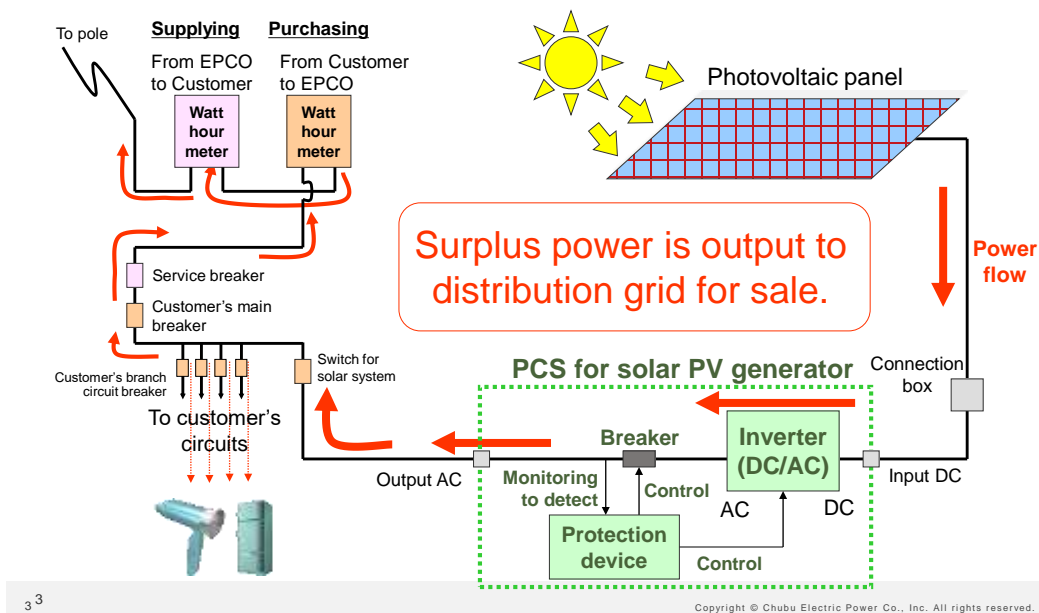 To pole
Supplying
Purchasing
From EPCO
to Customer
From Customer
to EPCO
Watt
hour
meter
Watt
hour
meter
Photovoltaic panel
Surplus power is output to
distribution grid for sale.
Power
flow
Service breaker
Customer's main
breaker
Customer's branch
circuit breaker
Switch for
solar system
To customer's
circuits
PCS for solar PV generator
Connection
box
Breaker
Inverter
(DC/AC)
Output AC
Monitoring
to detect
Control
AC
DC
Input DC
Protection
device
Control
3 3
Copyright © Chubu Electric Power Co., Inc. All rights reserved.